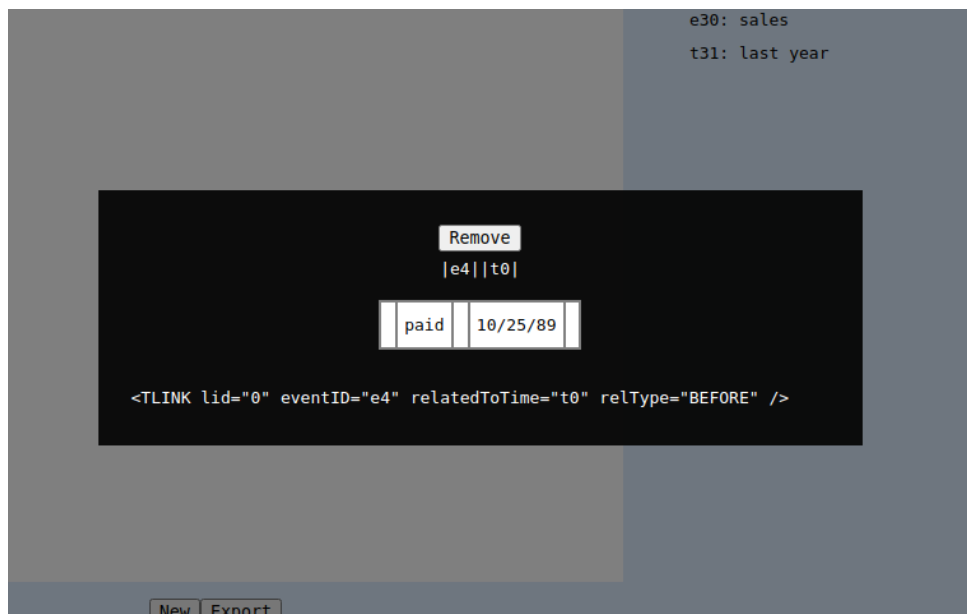 e30: sales
t31: last year
Remove
|e4||t0|
paid 10/25/89
<TLINK lid="0" eventID="e4" relatedToTime="t0" relType="BEFORE" />
New Export